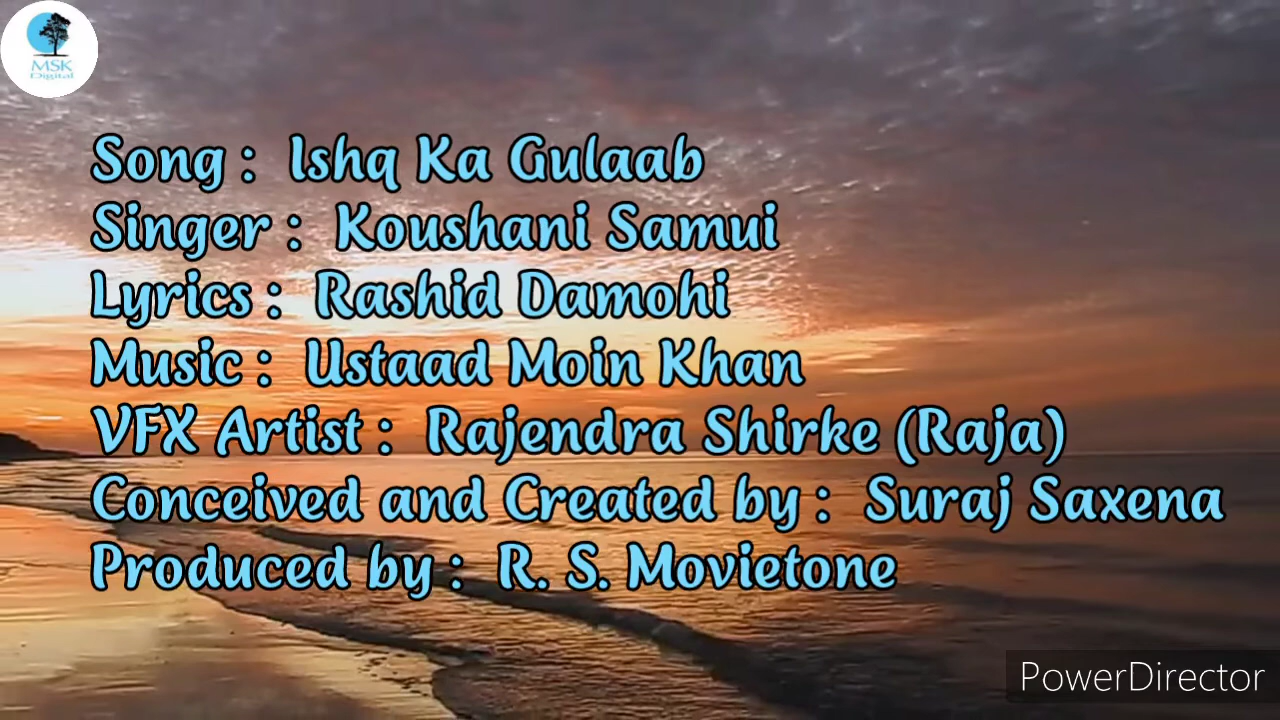 MSK
Digital
Song : Ishq Ka Gulaab
Singer : Koushani Samui
Lyrics : Rashid Damohi
Music : Ustaad Moin Khan
VFX Artist : Rajendra Shirke (Raja)
Conceived and Created by : Suraj Saxena
Produced by : R. S. Movietone
PowerDirector